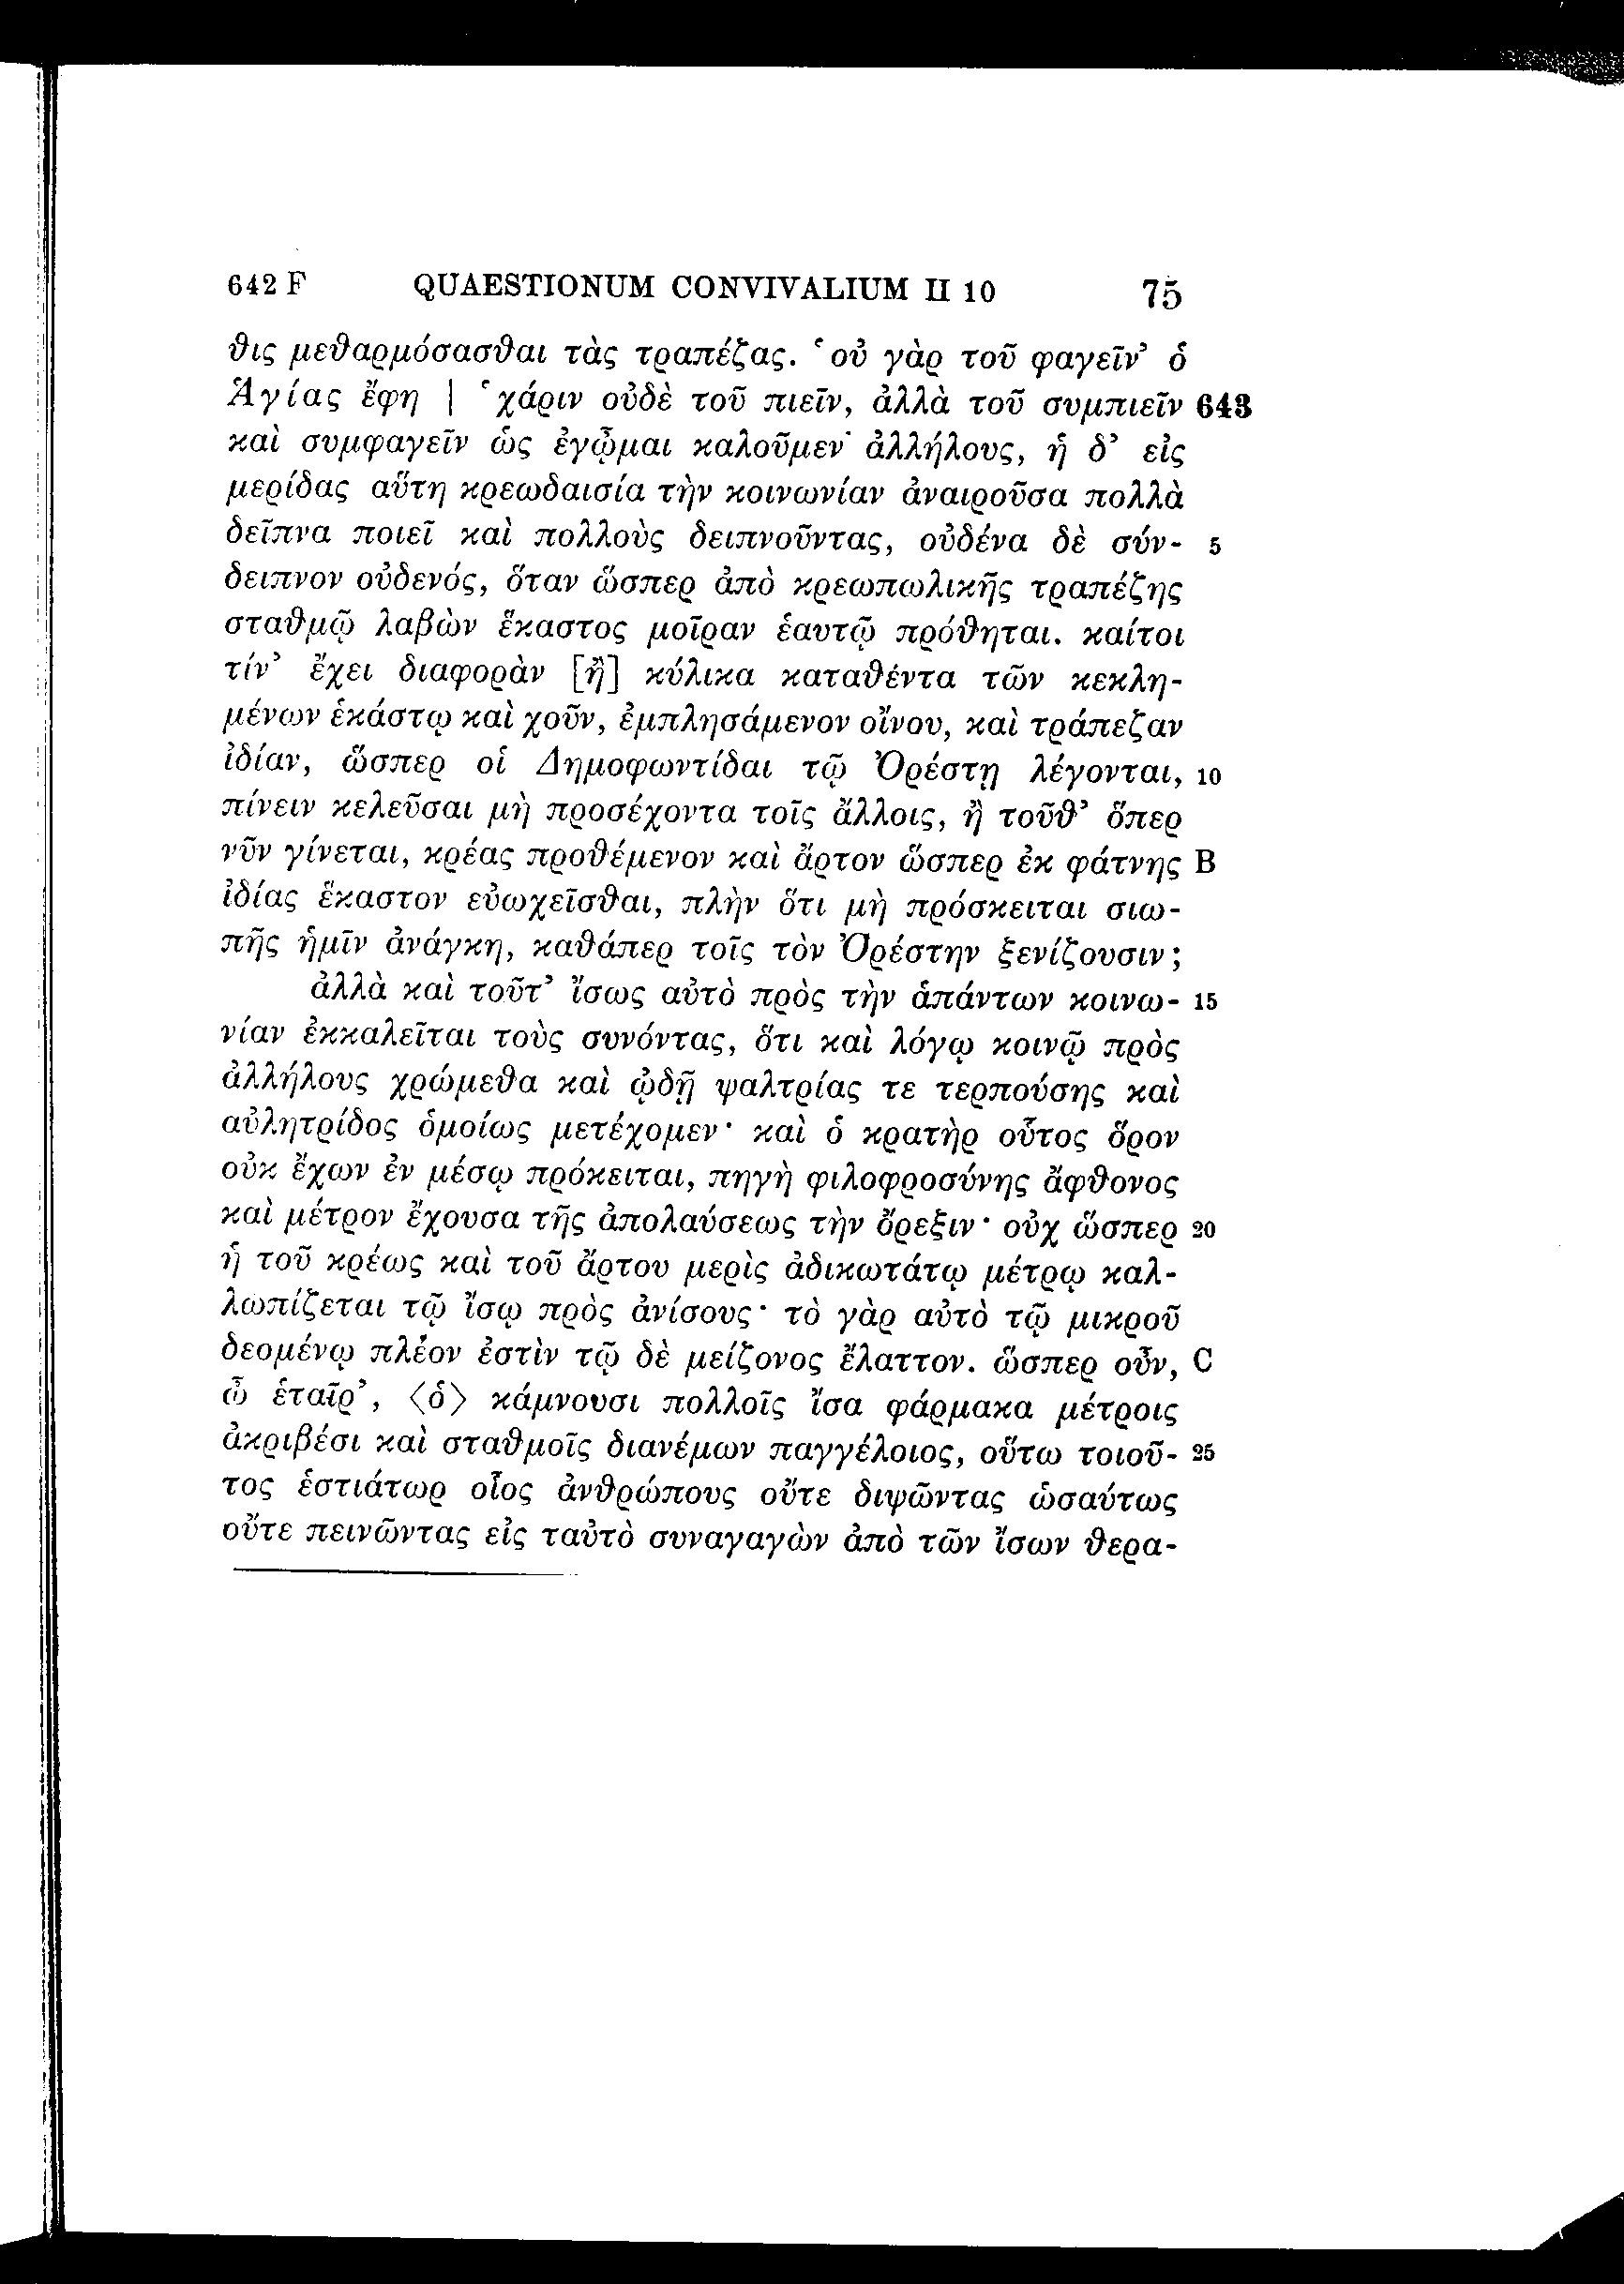 642 F QUAESTIONUM CONVIVALIUM II 10 75
θις μεθαρμόσασθαι τὰς τραπέζας. ‘οὐ γὰρ τοῦ φαγεῖν’ ὁ
Ἁγίας ἔφη | ‘χάριν οὐδὲ τοῦ πιεῖν, ἀλλὰ τοῦ συμπιεῖν 643
καὶ συμφαγεῖν ὡς ἐγᾦμαι καλοῦμεν ἀλλήλους, ἡ δ’ εἰς
μερίδας αὕτη κρεωδαισία τὴν κοινωνίαν ἀναιροῦσα πολλὰ
δεῖπνα ποιεῖ καὶ πολλοὺς δειπνοῦντας, οὐδένα δὲ σύν- 5
δειπνον οὐδενός, ὅταν ὥσπερ ἀπὸ κρεωπωλικῆς τραπέζης
σταθμῷ λαβὼν ἕκαστος μοῖραν ἑαυτῷ πρόθηται. καίτοι
τίν’ ἔχει διαφορὰν [ἢ] κύλικα καταθέντα τῶν κεκλη-
μένων ἑκάστῳ καὶ χοῦν, ἐμπλησάμενον οἴνου, καὶ τράπεζαν
ἰδίαν, ὥσπερ οἱ Δημοφωντίδαι τῷ Ὀρέστῃ λέγονται, 10
πίνειν κελεῦσαι μὴ προσέχοντα τοῖς ἄλλοις, ἢ τοῦθ’ ὅπερ
νῦν γίνεται, κρέας προθέμενον καὶ ἄρτον ὥσπερ ἐκ φάτνης B
ἰδίας ἕκαστον εὐωχεῖσθαι, πλὴν ὅτι μὴ πρόσκειται σιω-
πῆς ἡμῖν ἀνάγκη, καθάπερ τοῖς τὸν Ὀρέστην ξενίζουσιν;
ἀλλὰ καὶ τοῦτ’ ἴσως αὐτὸ πρὸς τὴν ἁπάντων κοινω- 15
νίαν ἐκκαλεῖται τοὺς συνόντας, ὅτι καὶ λόγῳ κοινῷ πρὸς
ἀλλήλους χρώμεθα καὶ ᾠδῇ ψαλτρίας τε τερπούσης καὶ
αὐλητρίδος ὁμοίως μετέχομεν· καὶ ὁ κρατὴρ οὗτος ὅρον
οὐκ ἔχων ἐν μέσῳ πρόκειται, πηγὴ φιλοφροσύνης ἄφθονος
καὶ μέτρον ἔχουσα τῆς ἀπολαύσεως τὴν ὄρεξιν· οὐχ ὥσπερ 20
ἡ τοῦ κρέως καὶ τοῦ ἄρτου μερὶς ἀδικωτάτῳ μέτρῳ καλ-
λωπίζεται τῷ ἴσῳ πρὸς ἀνίσους· τὸ γὰρ αὐτὸ τῷ μικροῦ
δεομένῳ πλέον ἐστὶν τῷ δὲ μείζονος ἔλαττον. ὥσπερ οὖν, C
ὦ ἑταῖρ’, ⟨ὁ⟩ κάμνουσι πολλοῖς ἴσα φάρμακα μέτροις
ἀκριβέσι καὶ σταθμοῖς διανέμων παγγέλοιος, οὕτω τοιοῦ- 25
τος ἑστιάτωρ οἷος ἀνθρώπους οὔτε διψῶντας ὡσαύτως
οὔτε πεινῶντας εἰς ταὐτὸ συναγαγὼν ἀπὸ τῶν ἴσων θερα-